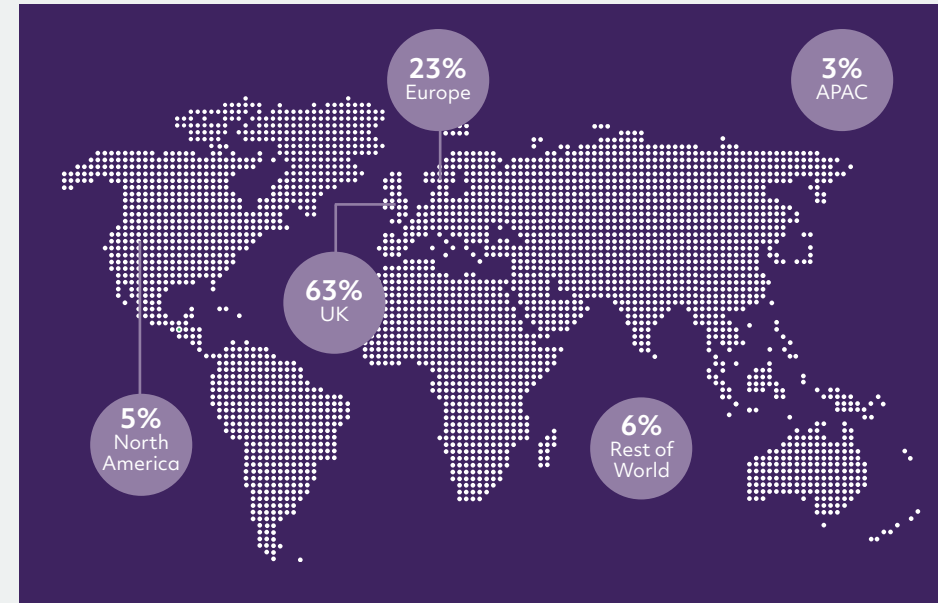 23%
Europe
3%
APAC
63%
UK
5%
North
America
6%
Rest of
World